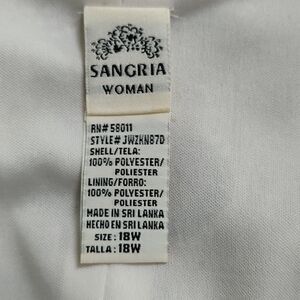 SANGRIA
WOMAN
RN# 58011
STYLE# JWZKN87D
SHELL/TELA:
100% POLYESTER/
POLIESTER
LINING/FORRO:
100% POLYESTER/
POLIESTER
MADE IN SRI LANKA
HECHO EN SRI LANKA
SIZE : 18W
TALLA : 18W